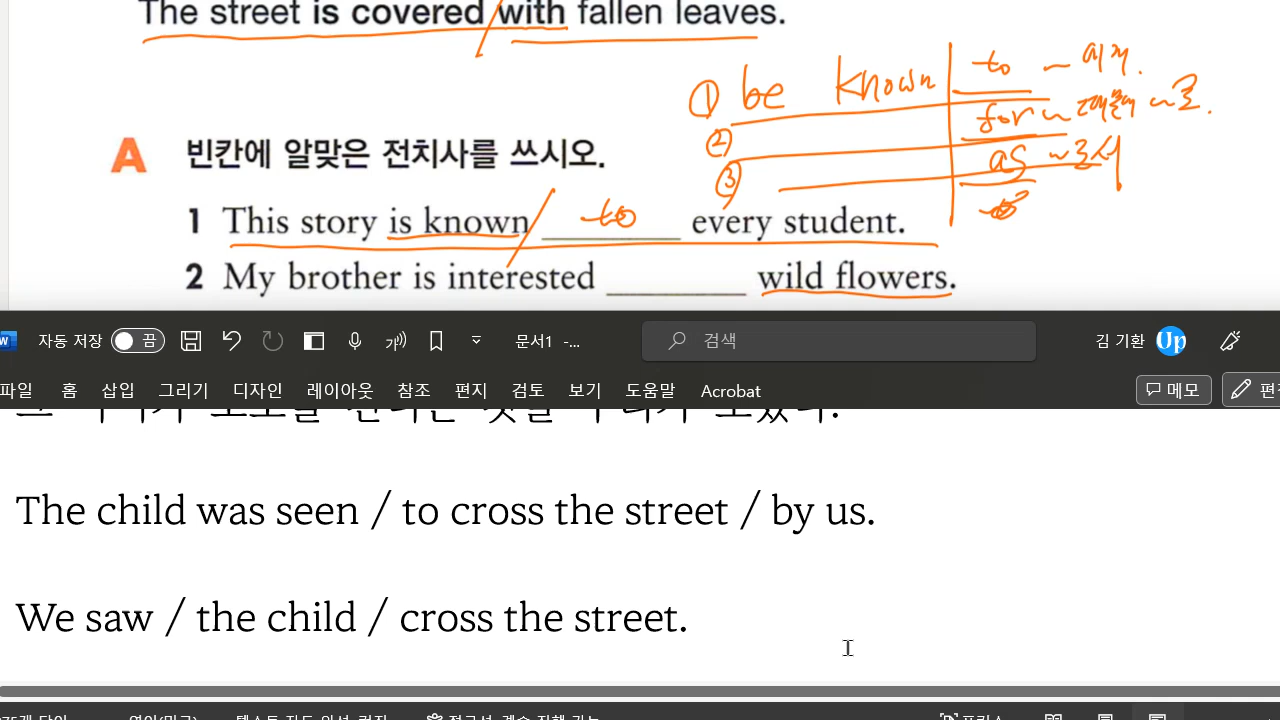 The street is covered with fallen leaves.
① be known to ~ 에게.
② for ~ 때문에 ~로.
③ as ~로서
A 빈칸에 알맞은 전치사를 쓰시오.
1 This story is known / to every student.
2 My brother is interested ________ wild flowers.
자동 저장 끔 가 문서1 -... 검색 김 기환 Up
파일 홈 삽입 그리기 디자인 레이아웃 참조 편지 검토 보기 도움말 Acrobat 메모
The child was seen / to cross the street / by us.
We saw / the child / cross the street.